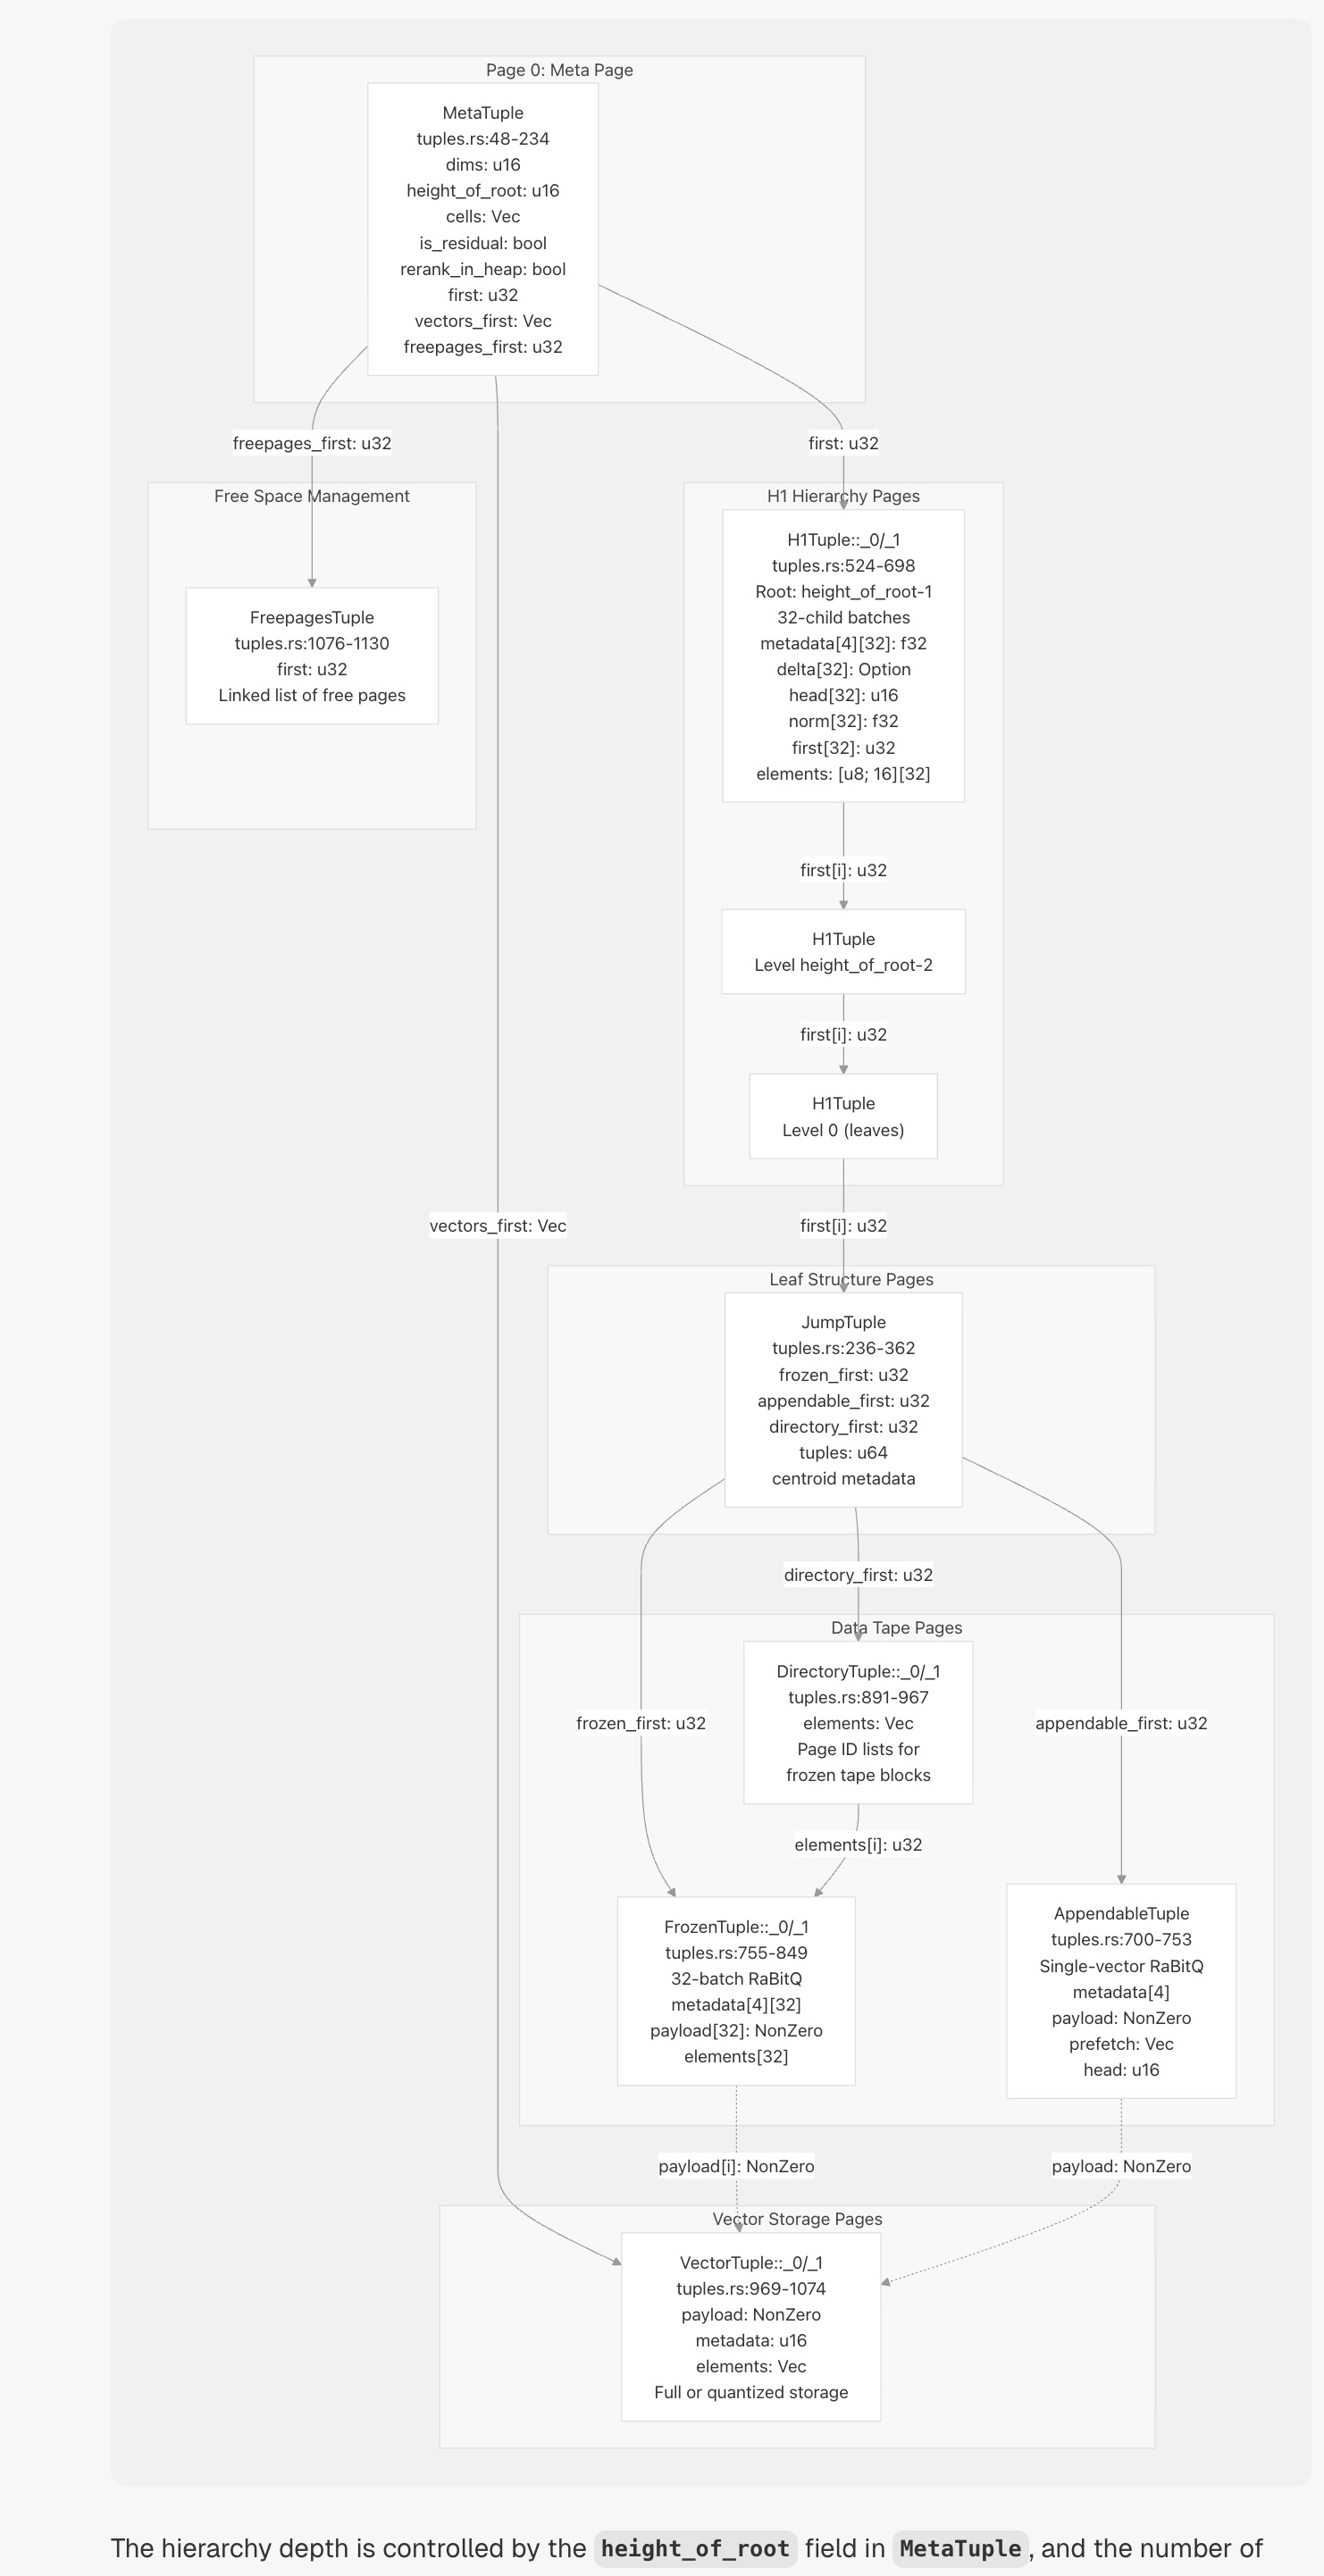 Page 0: Meta Page
MetaTuple
tuples.rs:48-234
dims: u16
height_of_root: u16
cells: Vec
is_residual: bool
rerank_in_heap: bool
first: u32
vectors_first: Vec
freepages_first: u32
freepages_first: u32
first: u32
Free Space Management
FreepagesTuple
tuples.rs:1076-1130
first: u32
Linked list of free pages
H1 Hierarchy Pages
H1Tuple::_0/_1
tuples.rs:524-698
Root: height_of_root-1
32-child batches
metadata[4][32]: f32
delta[32]: Option
head[32]: u16
norm[32]: f32
first[32]: u32
elements: [u8; 16][32]
first[i]: u32
H1Tuple
Level height_of_root-2
first[i]: u32
H1Tuple
Level 0 (leaves)
vectors_first: Vec
first[i]: u32
Leaf Structure Pages
JumpTuple
tuples.rs:236-362
frozen_first: u32
appendable_first: u32
directory_first: u32
tuples: u64
centroid metadata
directory_first: u32
Data Tape Pages
DirectoryTuple::_0/_1
tuples.rs:891-967
elements: Vec
Page ID lists for
frozen tape blocks
frozen_first: u32
appendable_first: u32
elements[i]: u32
FrozenTuple::_0/_1
tuples.rs:755-849
32-batch RaBitQ
metadata[4][32]
payload[32]: NonZero
elements[32]
AppendableTuple
tuples.rs:700-753
Single-vector RaBitQ
metadata[4]
payload: NonZero
prefetch: Vec
head: u16
payload[i]: NonZero
payload: NonZero
Vector Storage Pages
VectorTuple::_0/_1
tuples.rs:969-1074
payload: NonZero
metadata: u16
elements: Vec
Full or quantized storage
The hierarchy depth is controlled by the height_of_root field in MetaTuple, and the number of